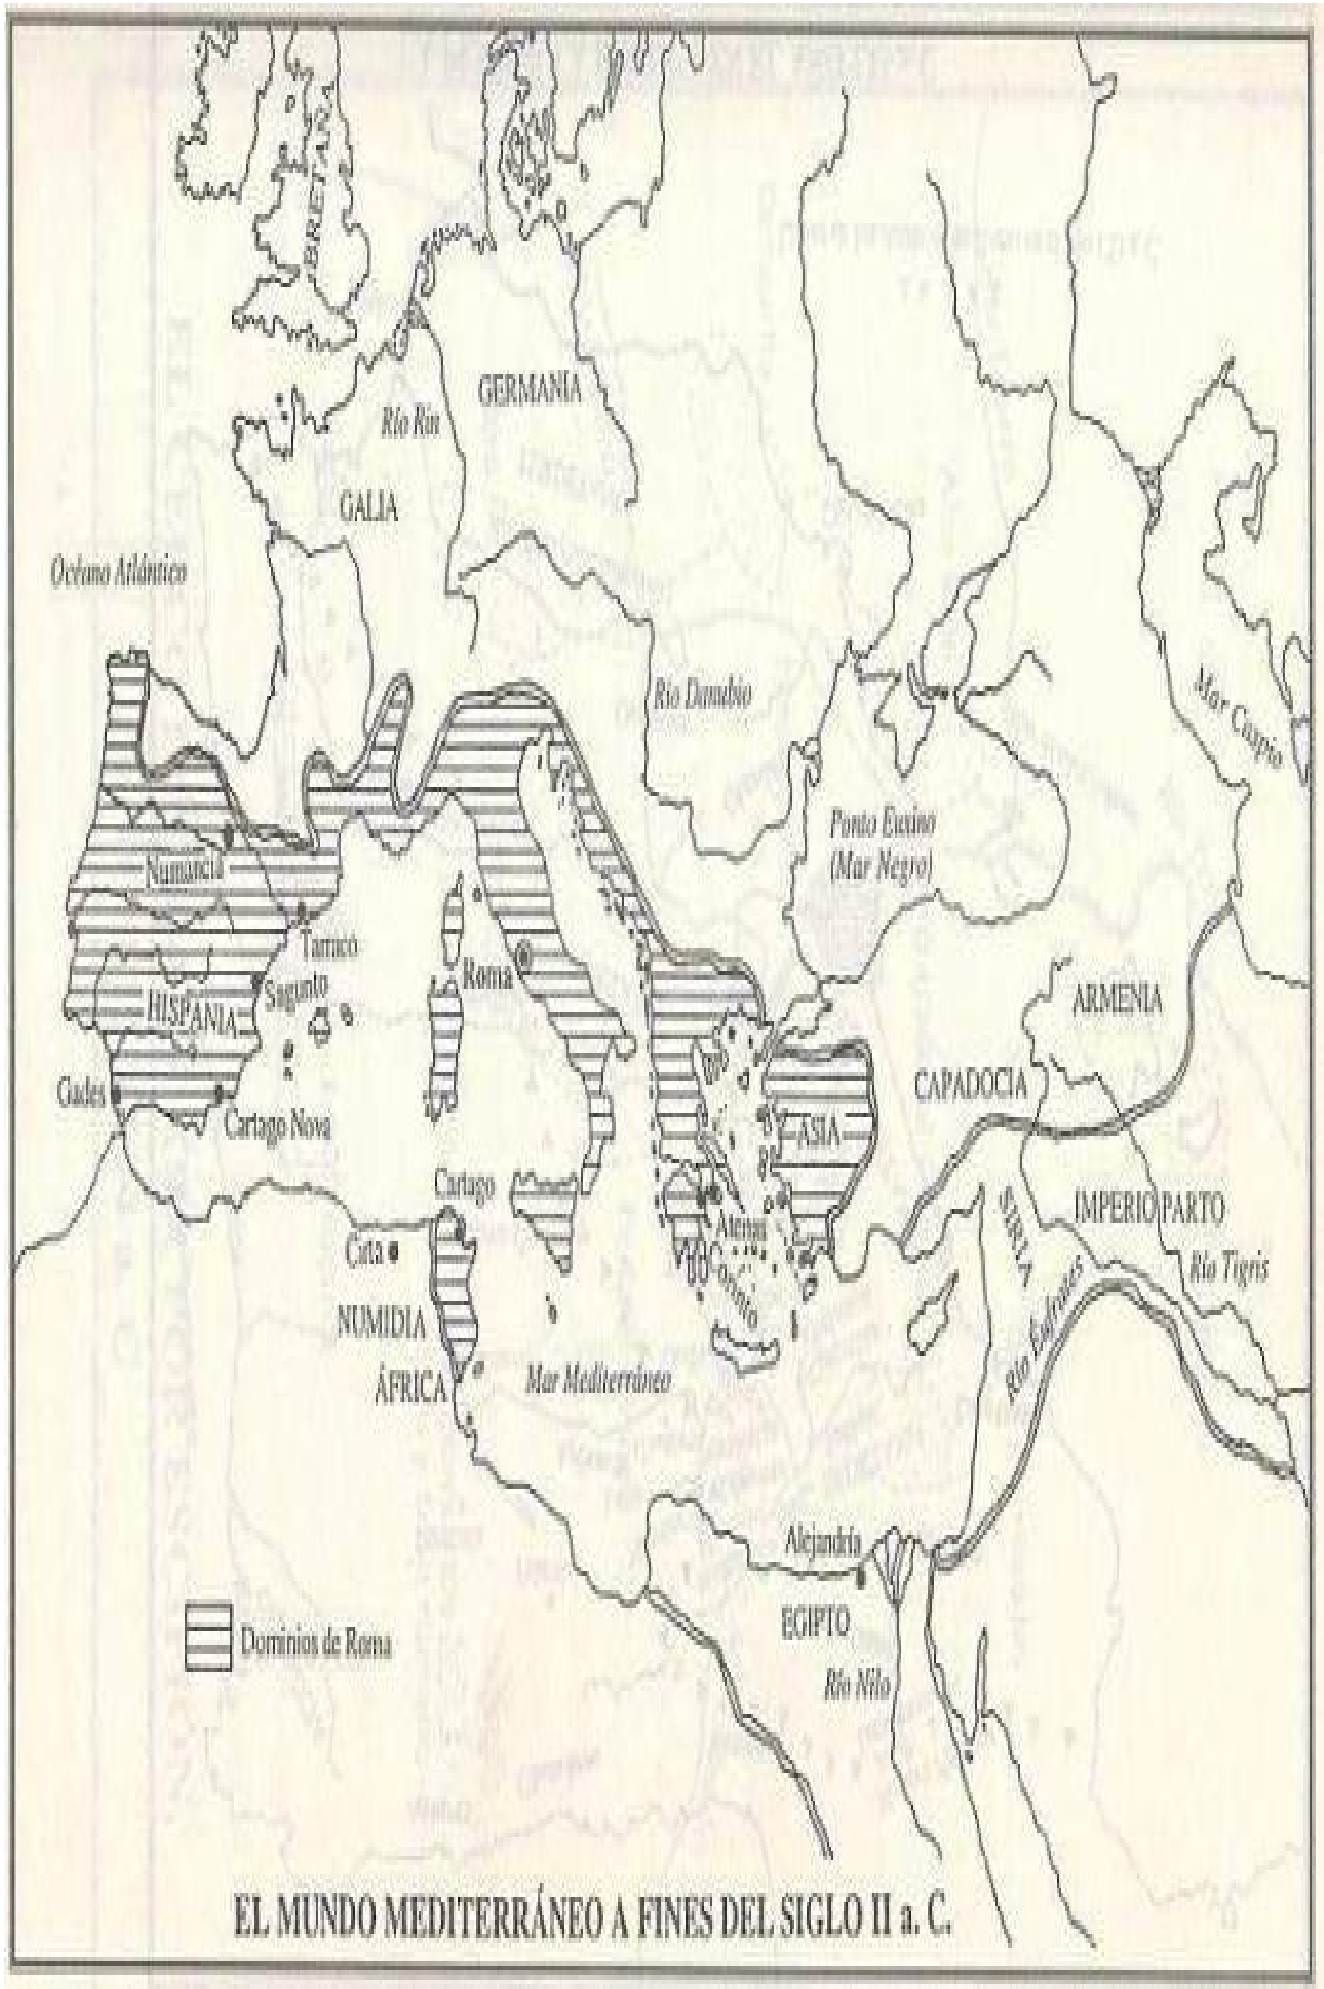 BRETAÑA
GERMANIA
Río Rin
GALIA
Océano Atlántico
Río Danubio
Mar Caspio
Ponto Euxino
(Mar Negro)
Numancia
Tarraco
Roma
Sagunto
HISPANIA
ARMENIA
Gades
CAPADOCIA
Cartago Nova
ASIA
Cartago
SIRIA
IMPERIO PARTO
Atenas
Cirta
Corinto
Río Tigris
NUMIDIA
Río Éufrates
ÁFRICA
Mar Mediterráneo
Alejandría
EGIPTO
Dominios de Roma
Río Nilo
EL MUNDO MEDITERRÁNEO A FINES DEL SIGLO II a. C.